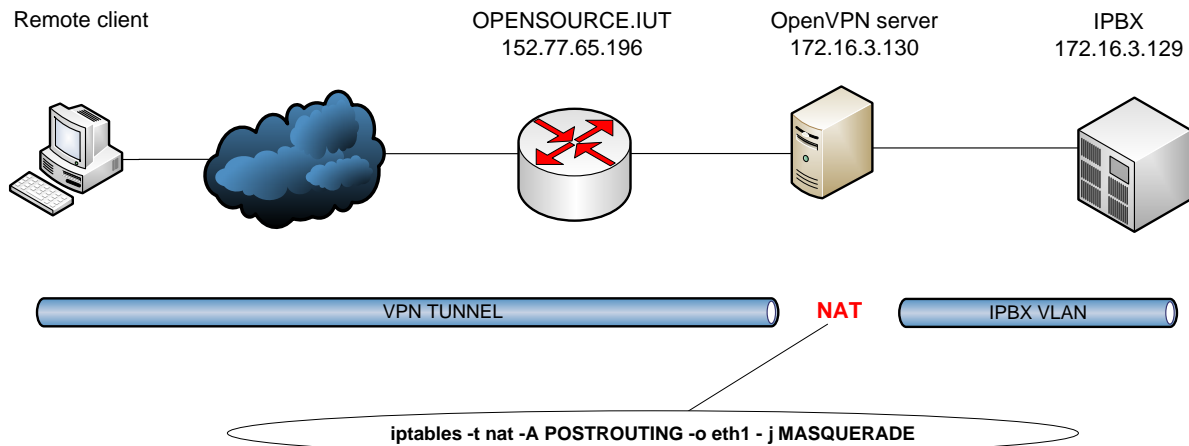 Remote client
OPENSOURCE.IUT
152.77.65.196
OpenVPN server
172.16.3.130
IPBX
172.16.3.129
VPN TUNNEL
NAT
IPBX VLAN
iptables -t nat -A POSTROUTING -o eth1 - j MASQUERADE